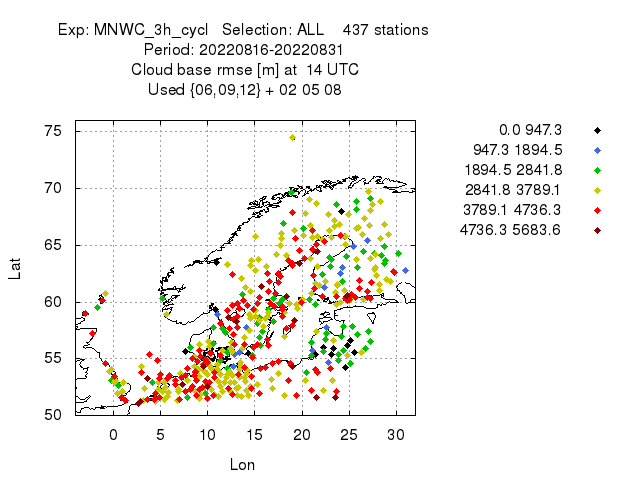 Exp: MNWC_3h_cycl   Selection: ALL    437 stations
Period: 20220816-20220831
Cloud base rmse [m] at  14 UTC
Used {06,09,12} + 02 05 08
0.0 947.3
947.3 1894.5
1894.5 2841.8
2841.8 3789.1
3789.1 4736.3
4736.3 5683.6
75
70
65
60
55
50
Lat
0 5 10 15 20 25 30
Lon